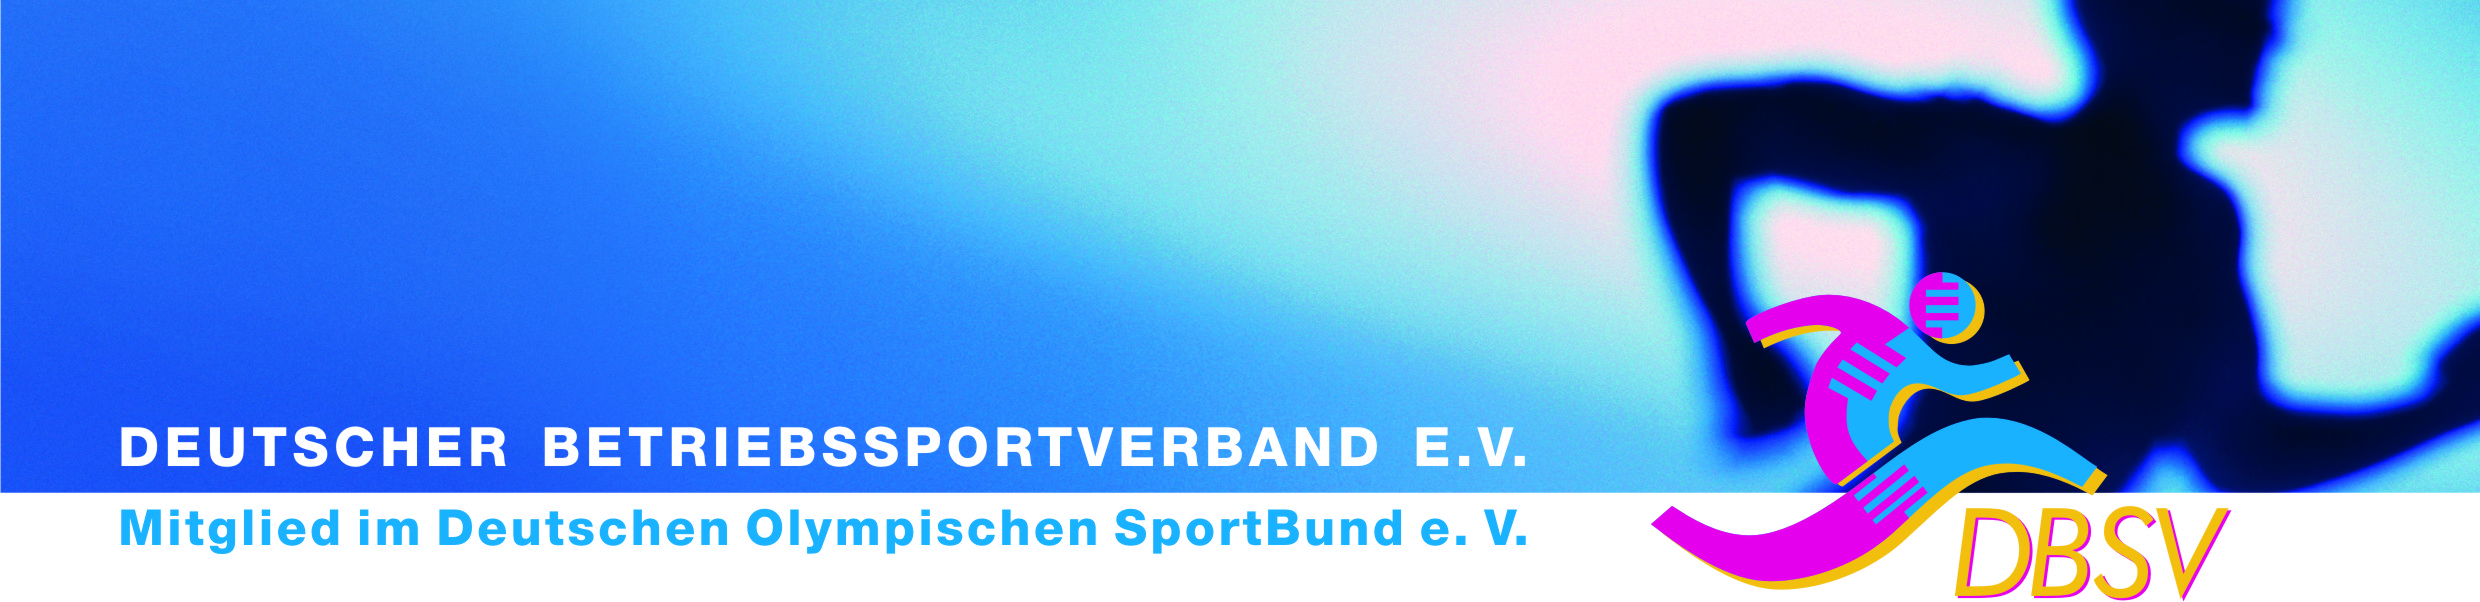 DEUTSCHER BETRIEBSSPORTVERBAND E.V.
Mitglied im Deutschen Olympischen SportBund e. V.
DBSV